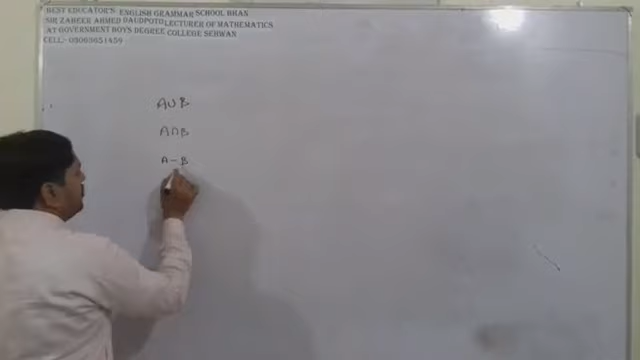 BEST EDUCATOR'S ENGLISH GRAMMAR SCHOOL BHAN
SIR ZABEER AHMED DAUDPOTO LECTURER OF MATHEMATICS
AT GOVERNMENT BOYS DEGREE COLLEGE SEHWAN
CELL:- 03063651459
A∪B
A∩B
A-B